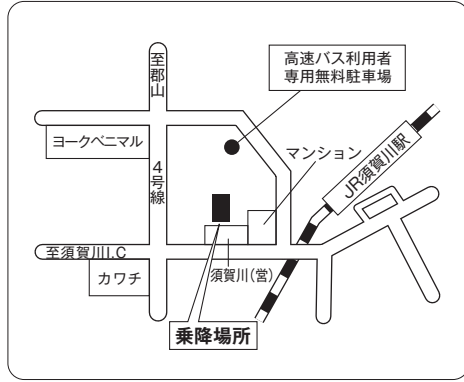 至郡山
高速バス利用者
専用無料駐車場
ヨークベニマル
マンション
JR須賀川駅
4号線
至須賀川I.C
須賀川(営)
カワチ
乗降場所